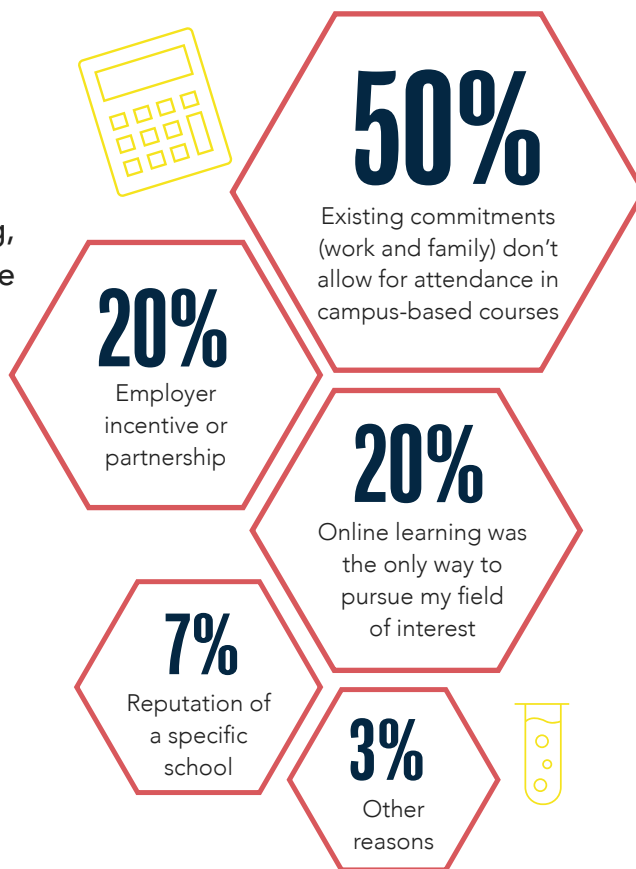 50%
Existing commitments
(work and family) don't
allow for attendance in
campus-based courses
20%
Employer
incentive or
partnership
20%
Online learning was
the only way to
pursue my field
of interest
7%
Reputation of
a specific
school
3%
Other
reasons